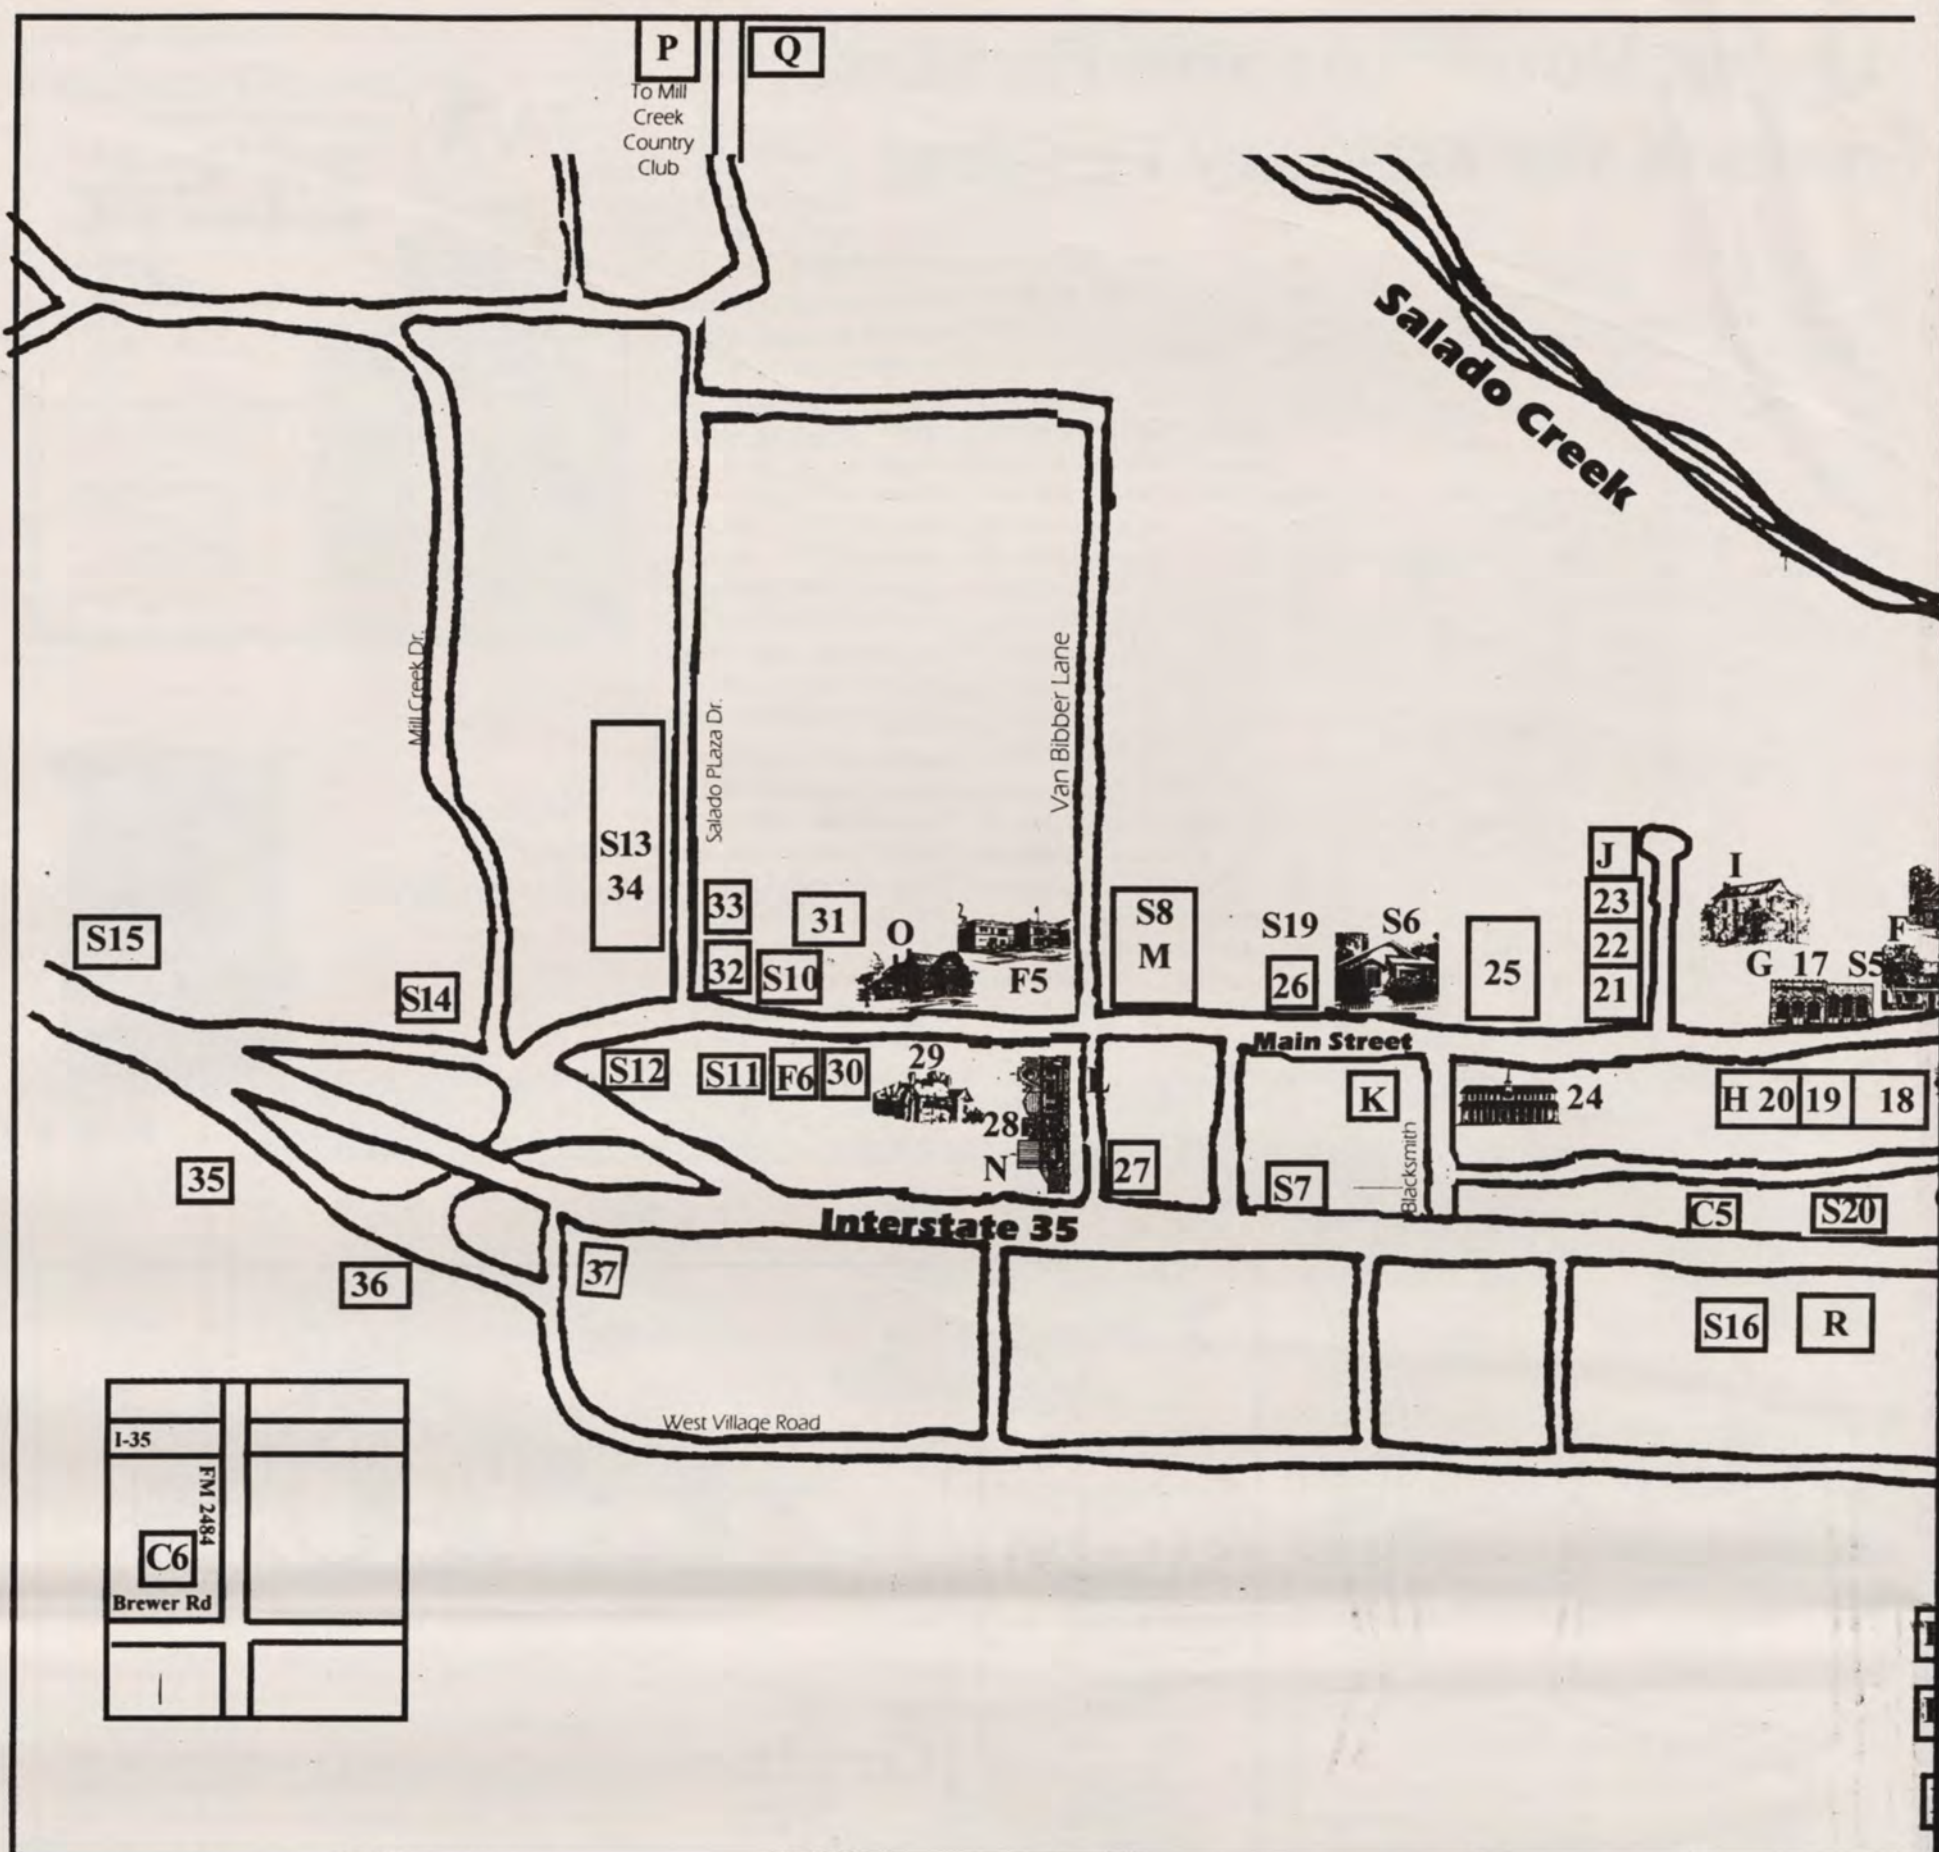 P
Q
To Mill
Creek
Country
Club
Salado Creek
Mill Creek Dr.
Salado PLaza Dr.
Van Bibber Lane
S13
34
33
32
31
S10
O
F5
S8
M
S19
26
S6
25
J
23
22
21
I
F
G 17 S5
S15
S14
Main Street
S12
S11
F6
30
29
28
N
L
27
K
S7
Blacksmith
24
H 20
19
18
35
36
37
Interstate 35
C5
S20
S16
R
West Village Road
I-35
FM 2484
C6
Brewer Rd